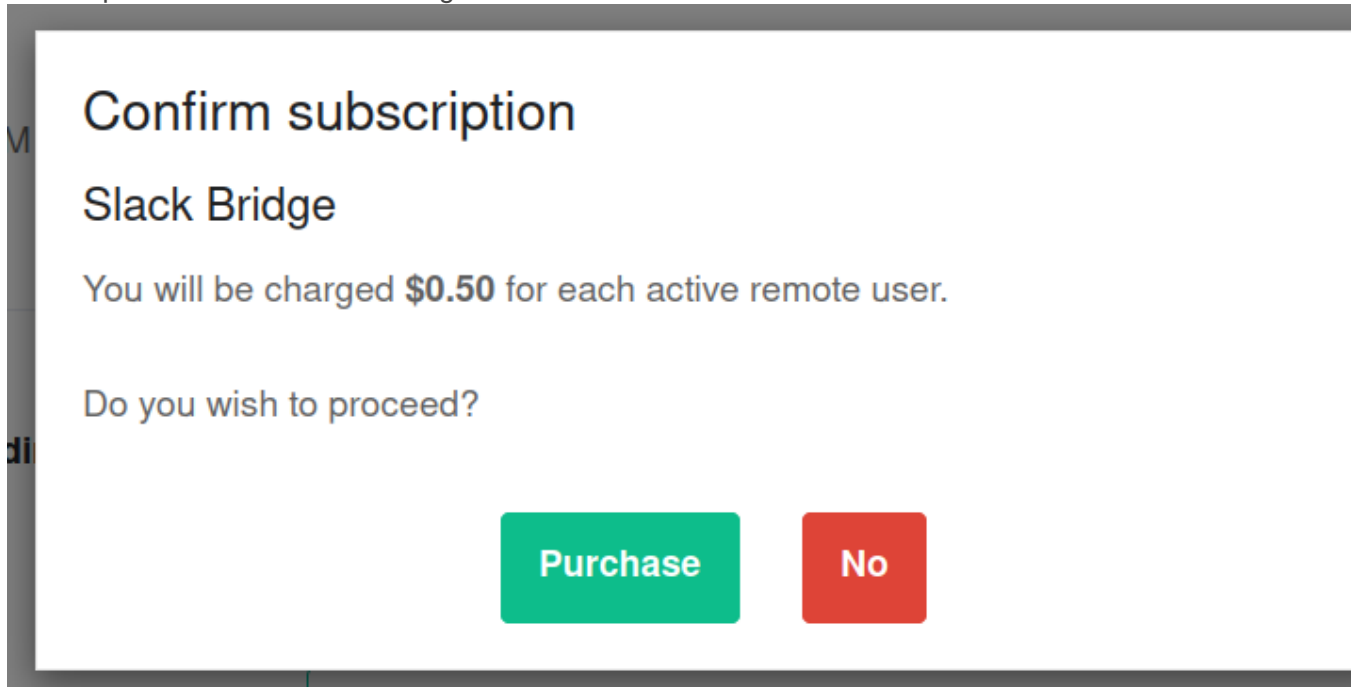 M
Confirm subscription
Slack Bridge
You will be charged $0.50 for each active remote user.
Do you wish to proceed?
di
Purchase
No